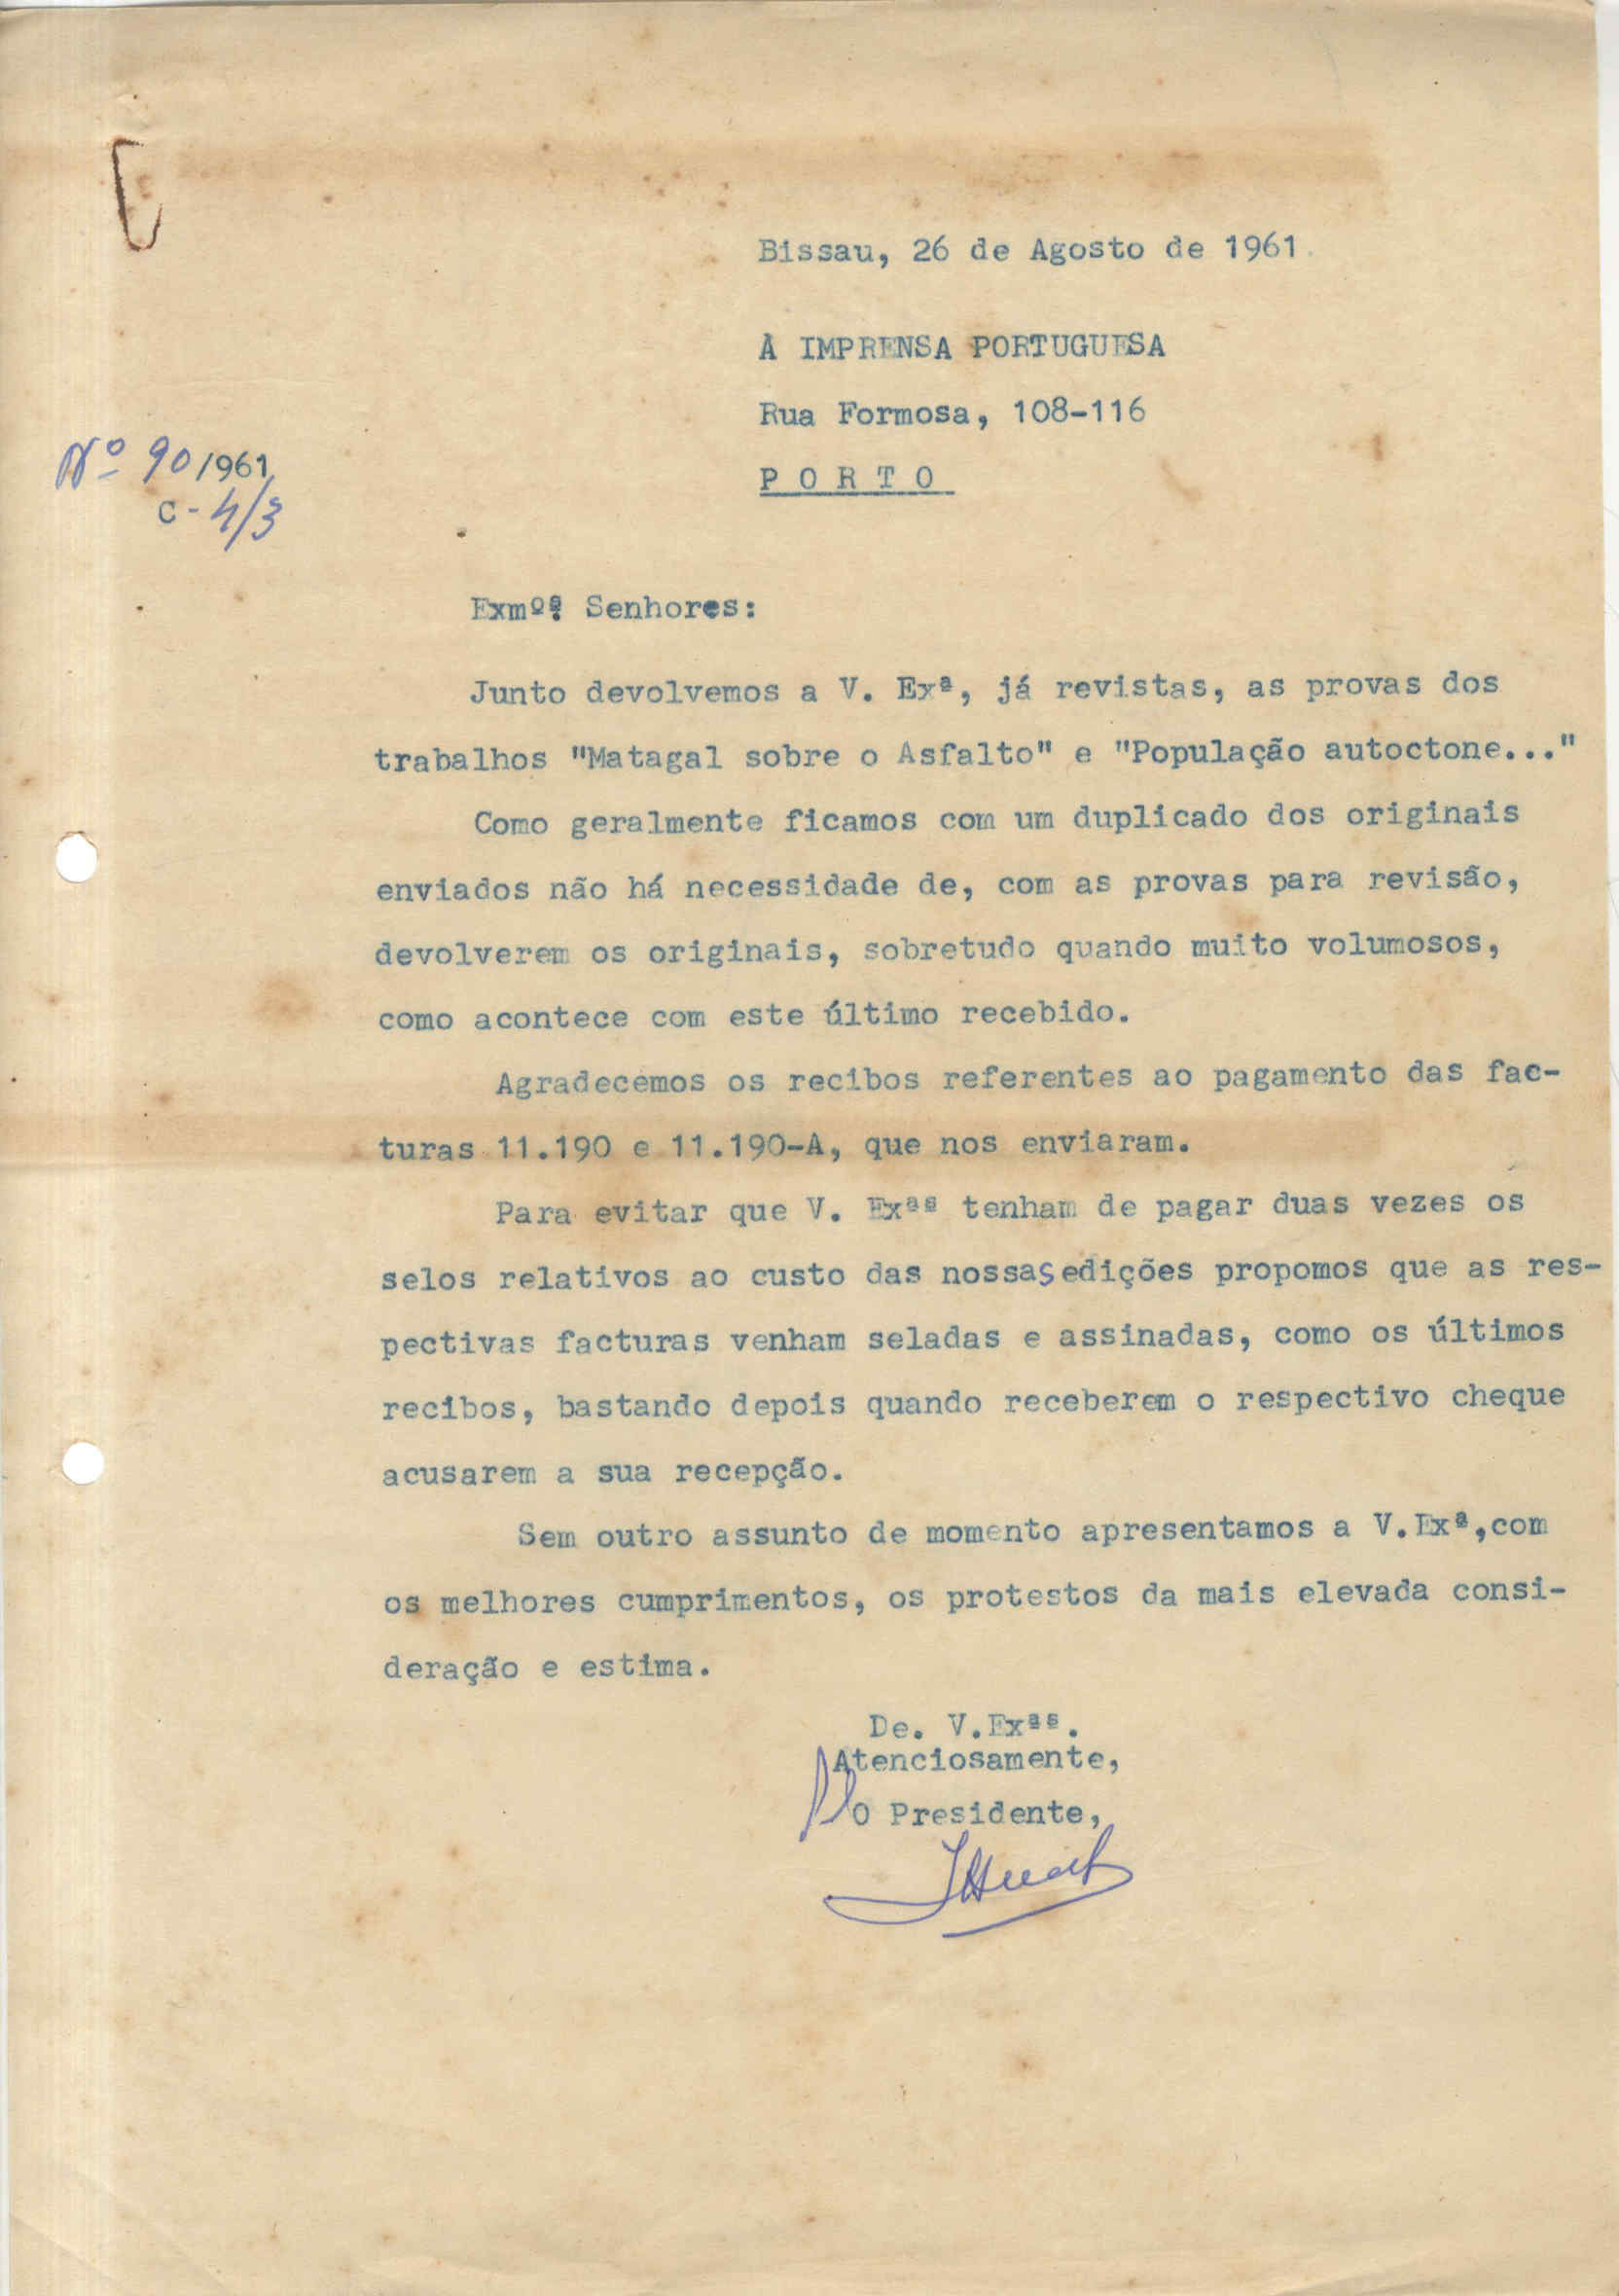 Bissau, 26 de Agosto de 1961.
À IMPRENSA PORTUGUESA
Rua Formosa, 108-116
PORTO
Nº 90/961
C-4/3
Exmºs. Senhores:
Junto devolvemos a V. Exª, já revistas, as provas dos
trabalhos "Matagal sobre o Asfalto" e "População autoctone..."
Como geralmente ficamos com um duplicado dos originais
enviados não há necessidade de, com as provas para revisão,
devolverem os originais, sobretudo quando muito volumosos,
como acontece com este último recebido.
Agradecemos os recibos referentes ao pagamento das fac-
turas 11.190 e 11.190-A, que nos enviaram.
Para evitar que V. Exªs tenham de pagar duas vezes os
selos relativos ao custo das nossas edições propomos que as res-
pectivas facturas venham seladas e assinadas, como os últimos
recibos, bastando depois quando receberem o respectivo cheque
acusarem a sua recepção.
Sem outro assunto de momento apresentamos a V.Exª,com
os melhores cumprimentos, os protestos da mais elevada consi-
deração e estima.
De. V.Exªs.
Atenciosamente,
O Presidente,